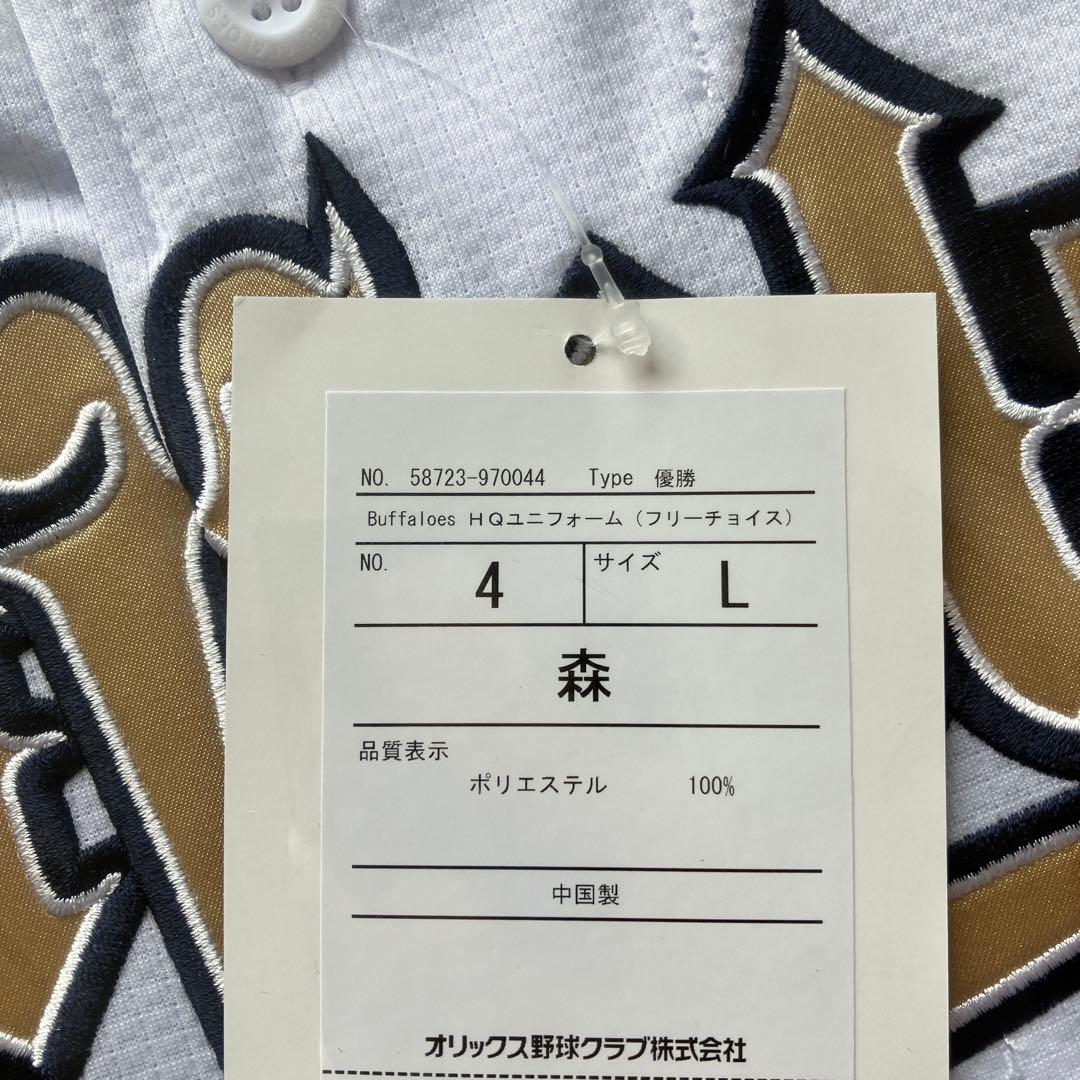 NO. 58723-970044 Type 優勝
Buffaloes HQユニフォーム (フリーチョイス)
NO. 4 サイズ L
森
品質表示
ポリエステル 100%
中国製
オリックス野球クラブ株式会社